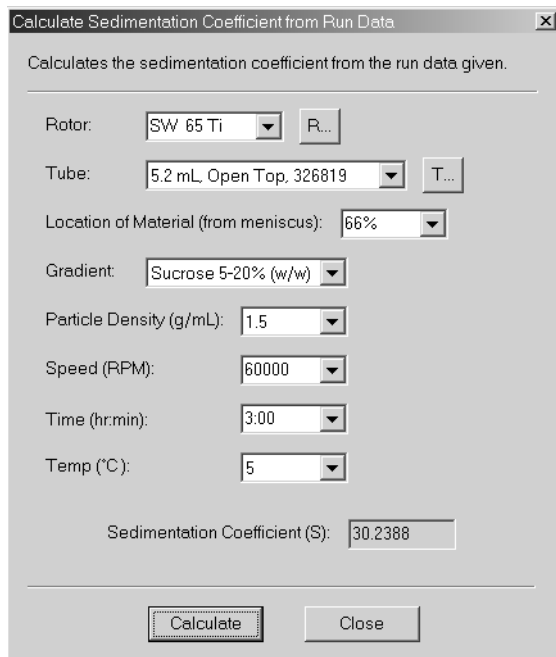 Calculate Sedimentation Coefficient from Run Data
Calculates the sedimentation coefficient from the run data given.
Rotor: SW 65 Ti R...
Tube: 5.2 mL, Open Top, 326819 T...
Location of Material (from meniscus): 66%
Gradient: Sucrose 5-20% (w/w)
Particle Density (g/mL): 1.5
Speed (RPM): 60000
Time (hr:min): 3:00
Temp (°C): 5
Sedimentation Coefficient (S): 30.2388
Calculate Close